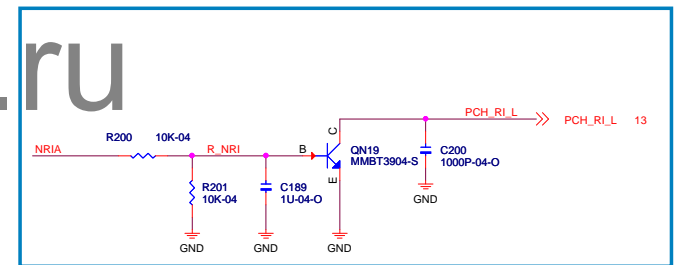 .ru
PCH_RI_L
PCH_RI_L 13
R200 10K-04
NRIA
R_NRI
B
C
E
QN19
MMBT3904-S
C200
1000P-04-O
R201
10K-04
C189
1U-04-O
GND
GND
GND
GND